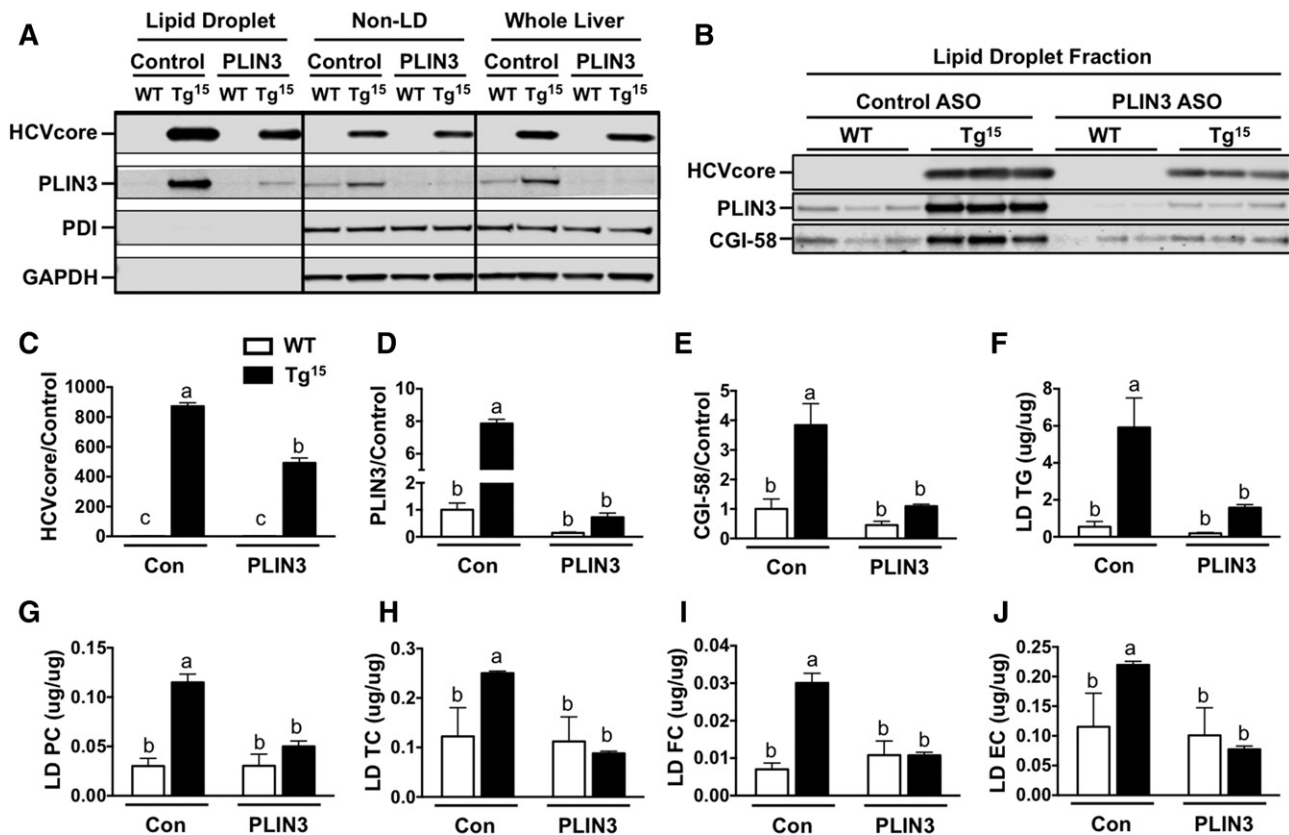 A
Lipid Droplet Non-LD Whole Liver
Control PLIN3 Control PLIN3 Control PLIN3
WT Tg¹⁵ WT Tg¹⁵ WT Tg¹⁵ WT Tg¹⁵ WT Tg¹⁵ WT Tg¹⁵
HCVcore
PLIN3
PDI
GAPDH
B
Lipid Droplet Fraction
Control ASO PLIN3 ASO
WT Tg¹⁵ WT Tg¹⁵
HCVcore
PLIN3
CGI-58
C
WT
Tg¹⁵
HCVcore/Control
1000
800
600
400
200
0
c a c b
Con PLIN3
D
PLIN3/Control
8
6
4
2
1
0
b a b b
Con PLIN3
E
CGI-58/Control
5
4
3
2
1
0
b a b b
Con PLIN3
F
LD TG (ug/ug)
8
6
4
2
0
b a b b
Con PLIN3
G
LD PC (ug/ug)
0.15
0.10
0.05
0.00
b a b b
Con PLIN3
H
LD TC (ug/ug)
0.3
0.2
0.1
0.0
b a b b
Con PLIN3
I
LD FC (ug/ug)
0.04
0.03
0.02
0.01
0.00
b a b b
Con PLIN3
J
LD EC (ug/ug)
0.25
0.20
0.15
0.10
0.05
0.00
b a b b
Con PLIN3